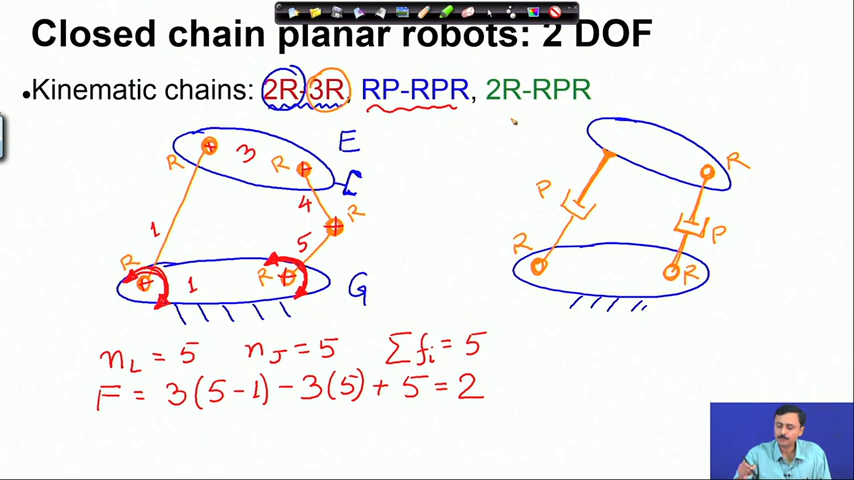 Closed chain planar robots: 2 DOF
•Kinematic chains: 2R-3R, RP-RPR, 2R-RPR
E
R 3 R
R
P
4
R
1
5
P
R
R
R 1
G
R
n_L = 5 n_J = 5 Σf_i = 5
F = 3(5-1) - 3(5) + 5 = 2